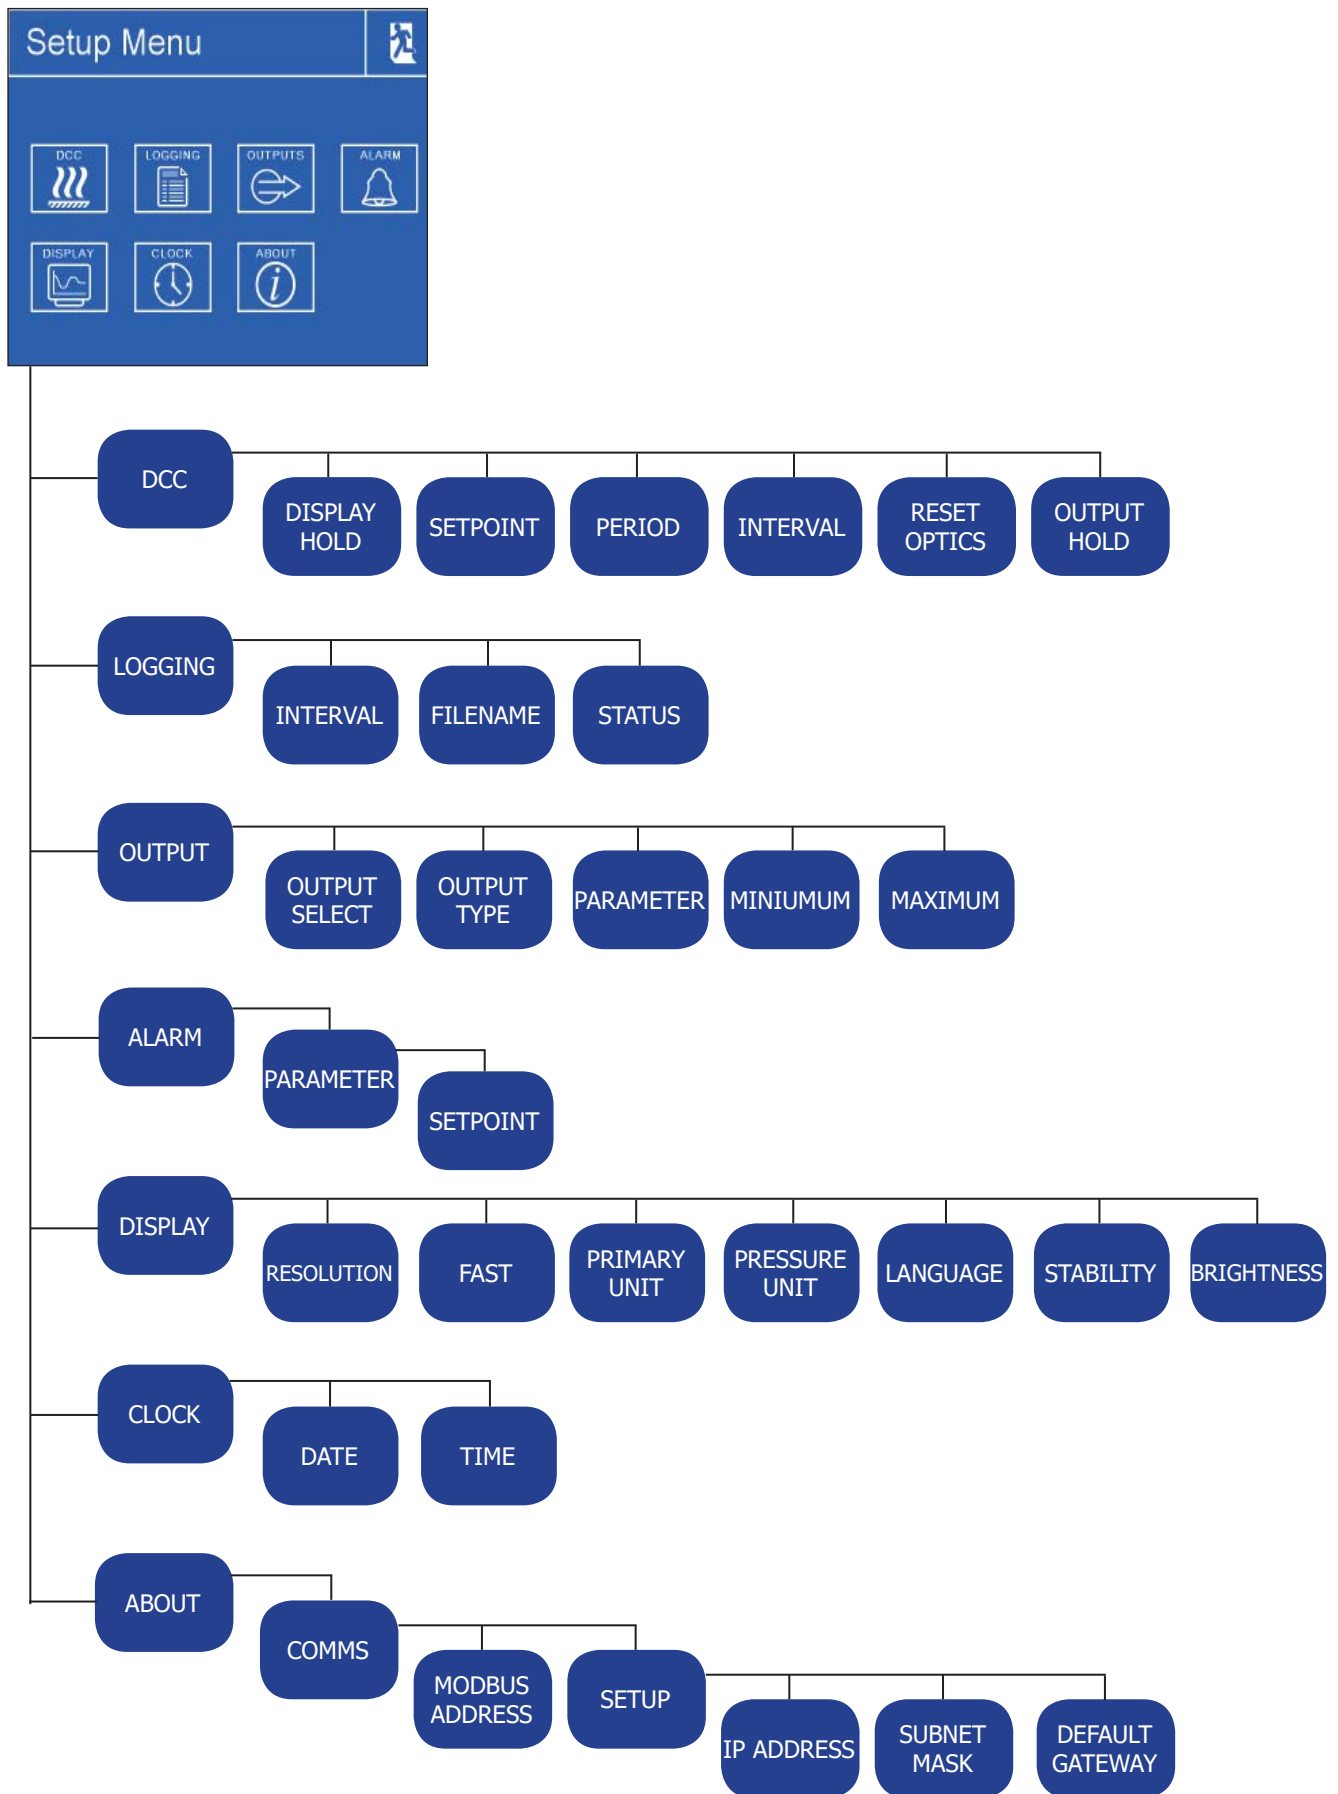 Setup Menu
DCC
LOGGING
OUTPUTS
ALARM
DISPLAY
CLOCK
ABOUT
DCC
DISPLAY
HOLD
SETPOINT
PERIOD
INTERVAL
RESET
OPTICS
OUTPUT
HOLD
LOGGING
INTERVAL
FILENAME
STATUS
OUTPUT
OUTPUT
SELECT
OUTPUT
TYPE
PARAMETER
MINIUMUM
MAXIMUM
ALARM
PARAMETER
SETPOINT
DISPLAY
RESOLUTION
FAST
PRIMARY
UNIT
PRESSURE
UNIT
LANGUAGE
STABILITY
BRIGHTNESS
CLOCK
DATE
TIME
ABOUT
COMMS
MODBUS
ADDRESS
SETUP
IP ADDRESS
SUBNET
MASK
DEFAULT
GATEWAY